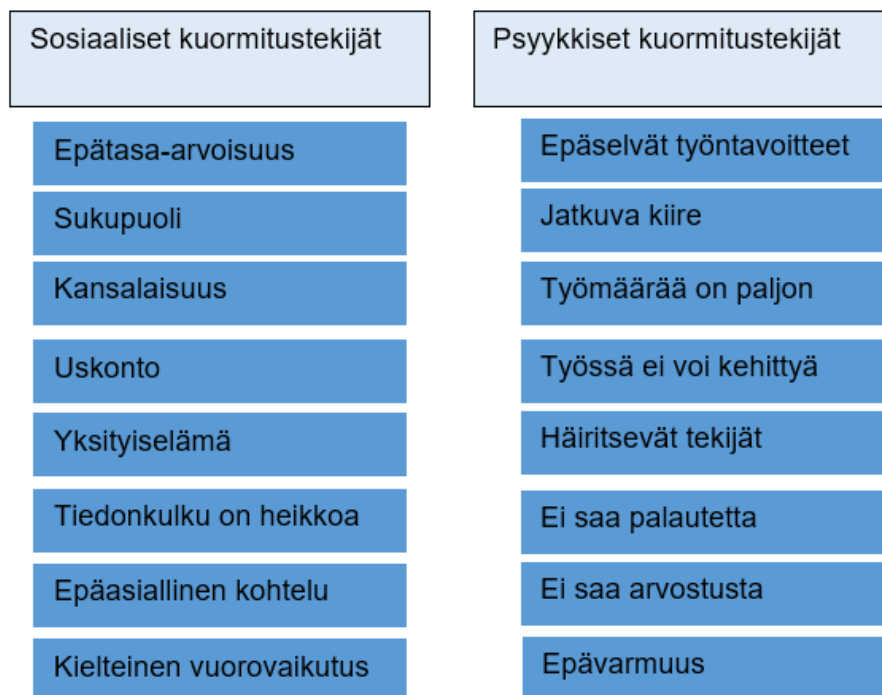 Sosiaaliset kuormitustekijät
Epätasa-arvoisuus
Sukupuoli
Kansalaisuus
Uskonto
Yksityiselämä
Tiedonkulku on heikkoa
Epäasiallinen kohtelu
Kielteinen vuorovaikutus
Psyykkiset kuormitustekijät
Epäselvät työntavoitteet
Jatkuva kiire
Työmäärää on paljon
Työssä ei voi kehittyä
Häiritsevät tekijät
Ei saa palautetta
Ei saa arvostusta
Epävarmuus